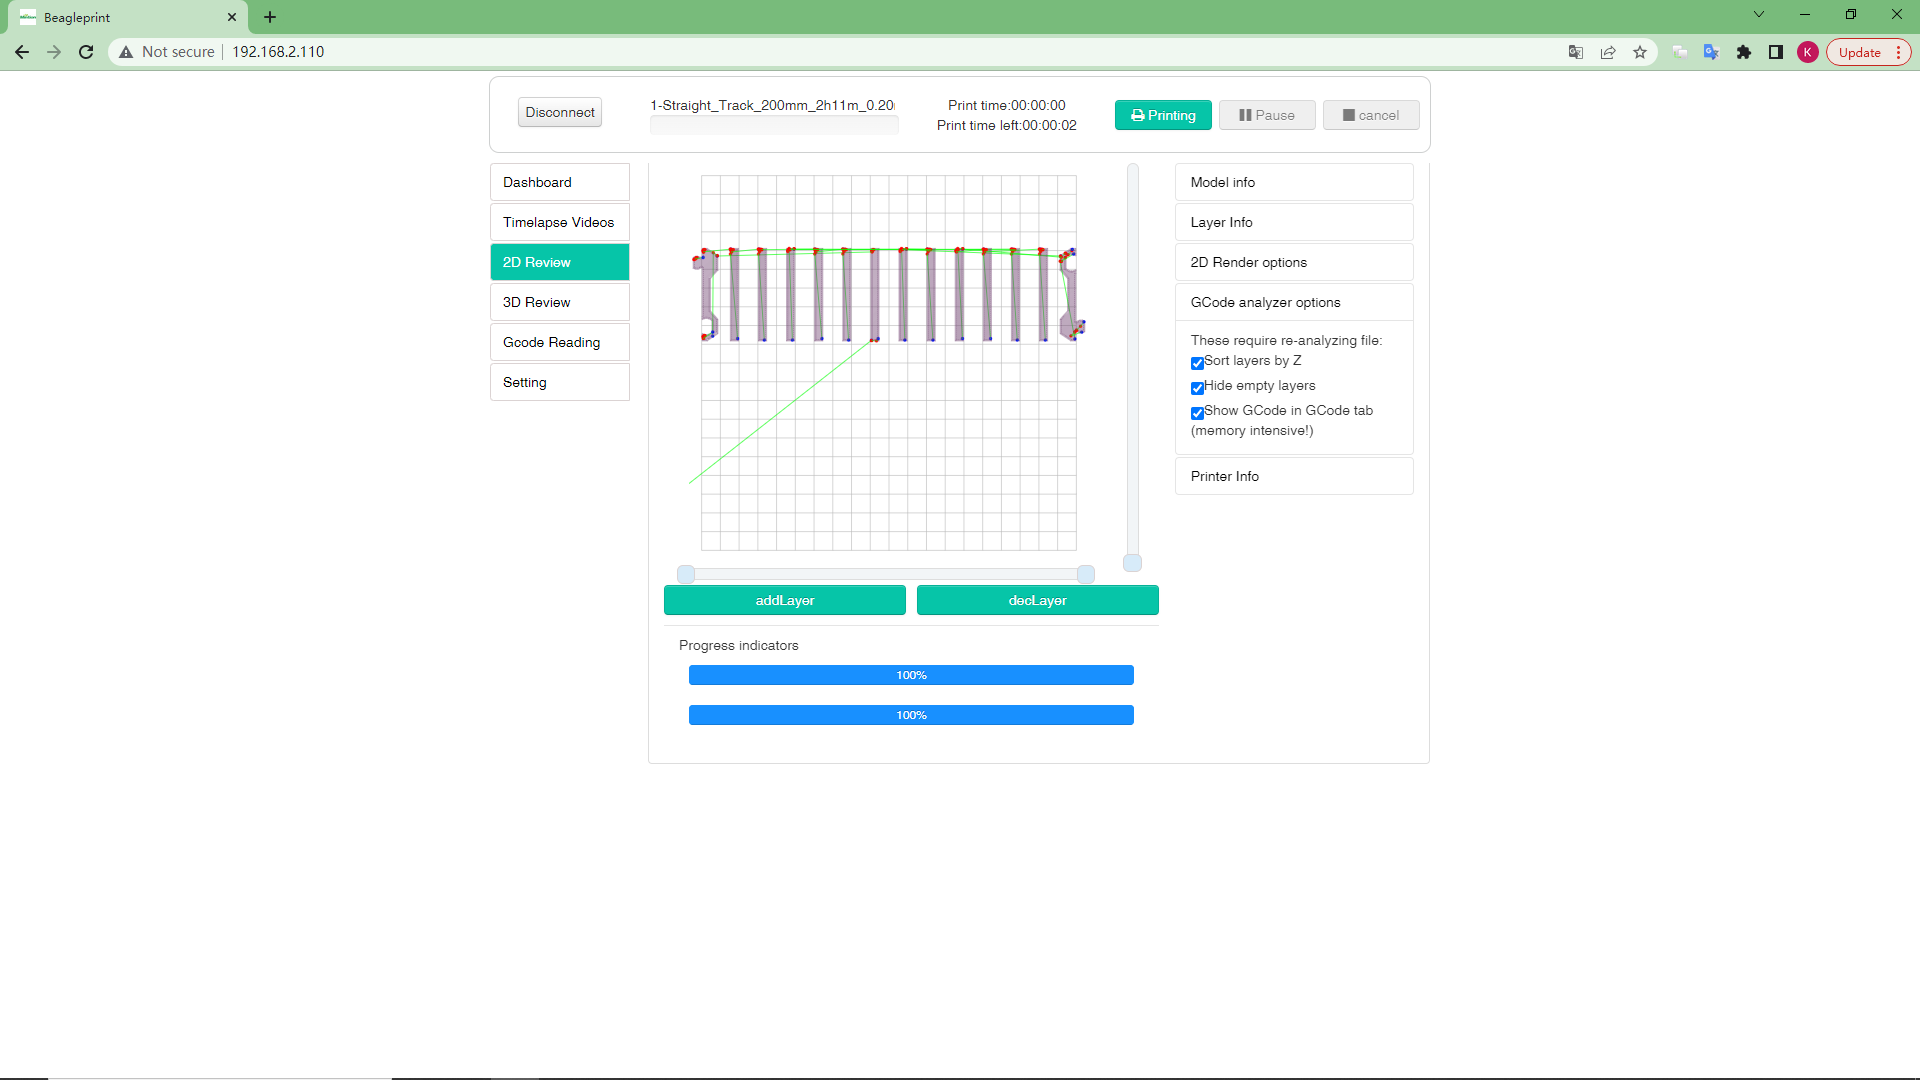 Beagleprint
Not secure
192.168.2.110
K
Update
Disconnect
1-Straight_Track_200mm_2h11m_0.20
Print time:00:00:00
Print time left:00:00:02
Printing
Pause
cancel
Dashboard
Timelapse Videos
2D Review
3D Review
Gcode Reading
Setting
addLayer
decLayer
Progress indicators
100%
100%
Model info
Layer Info
2D Render options
GCode analyzer options
These require re-analyzing file:
Sort layers by Z
Hide empty layers
Show GCode in GCode tab
(memory intensive!)
Printer Info